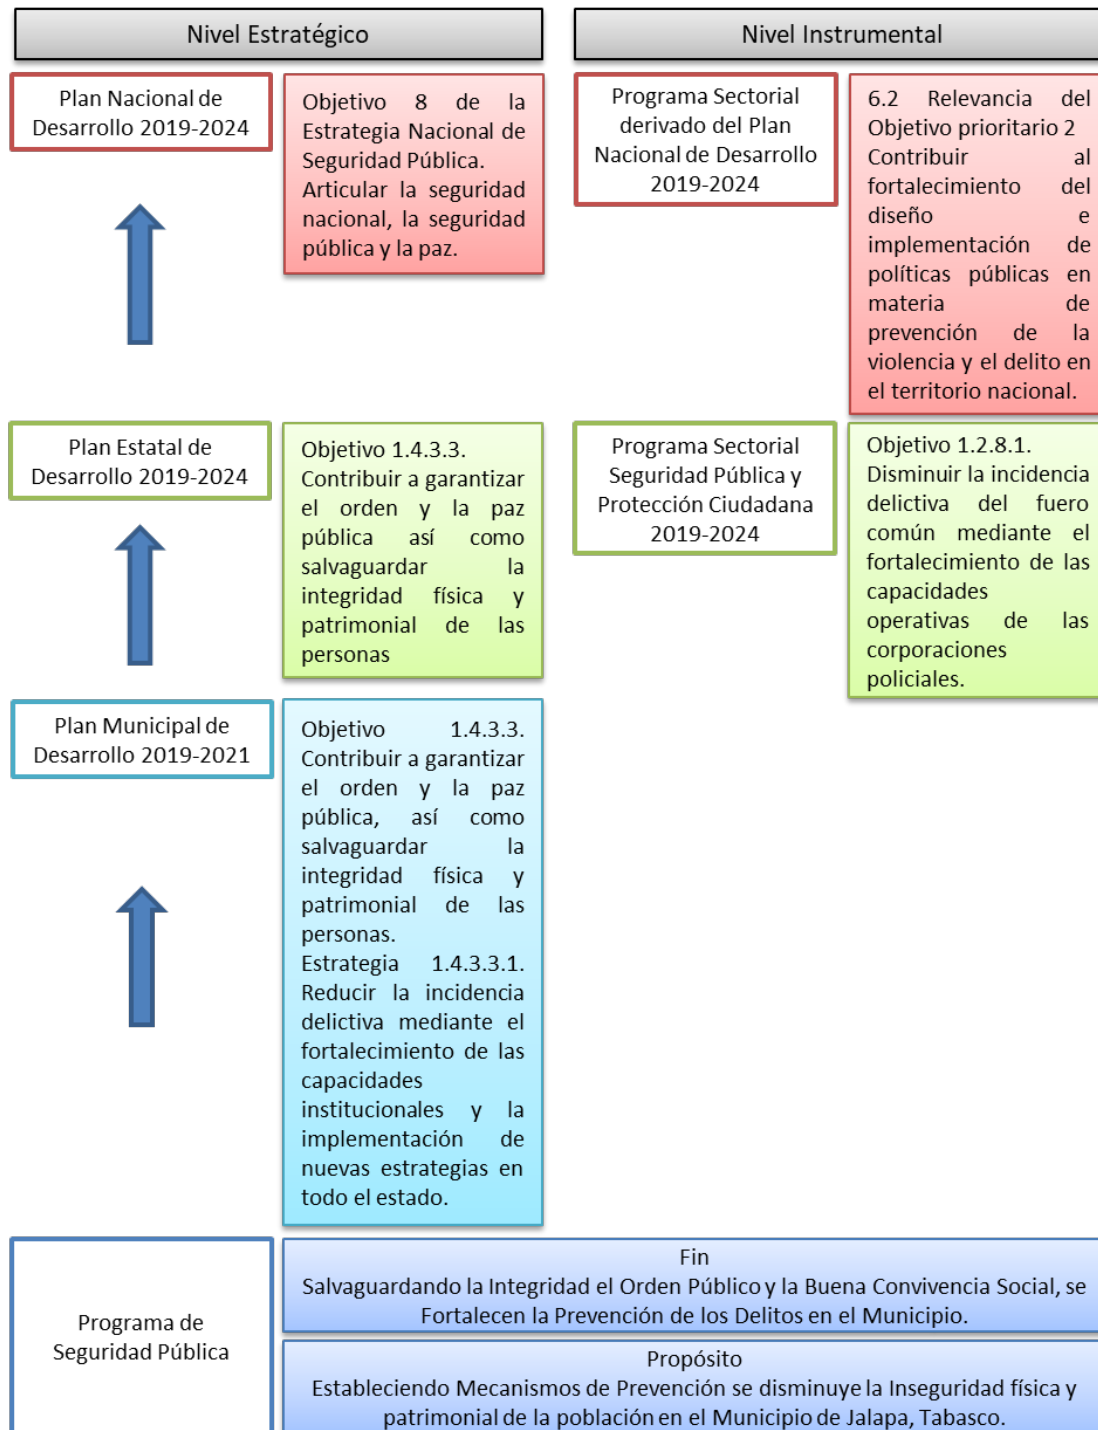 Nivel Estratégico
Nivel Instrumental
Plan Nacional de
Desarrollo 2019-2024
Objetivo 8 de la
Estrategia Nacional de
Seguridad Pública.
Articular la seguridad
nacional, la seguridad
pública y la paz.
Programa Sectorial
derivado del Plan
Nacional de Desarrollo
2019-2024
6.2 Relevancia del
Objetivo prioritario 2
Contribuir al
fortalecimiento del
diseño e
implementación de
políticas públicas en
materia de
prevención de la
violencia y el delito en
el territorio nacional.
Plan Estatal de
Desarrollo 2019-2024
Objetivo 1.4.3.3.
Contribuir a garantizar
el orden y la paz
pública así como
salvaguardar la
integridad física y
patrimonial de las
personas
Programa Sectorial
Seguridad Pública y
Protección Ciudadana
2019-2024
Objetivo 1.2.8.1.
Disminuir la incidencia
delictiva del fuero
común mediante el
fortalecimiento de las
capacidades
operativas de las
corporaciones
policiales.
Plan Municipal de
Desarrollo 2019-2021
Objetivo 1.4.3.3.
Contribuir a garantizar
el orden y la paz
pública, así como
salvaguardar la
integridad física y
patrimonial de las
personas.
Estrategia 1.4.3.3.1.
Reducir la incidencia
delictiva mediante el
fortalecimiento de las
capacidades
institucionales y la
implementación de
nuevas estrategias en
todo el estado.
Programa de
Seguridad Pública
Fin
Salvaguardando la Integridad el Orden Público y la Buena Convivencia Social, se
Fortalecen la Prevención de los Delitos en el Municipio.
Propósito
Estableciendo Mecanismos de Prevención se disminuye la Inseguridad física y
patrimonial de la población en el Municipio de Jalapa, Tabasco.